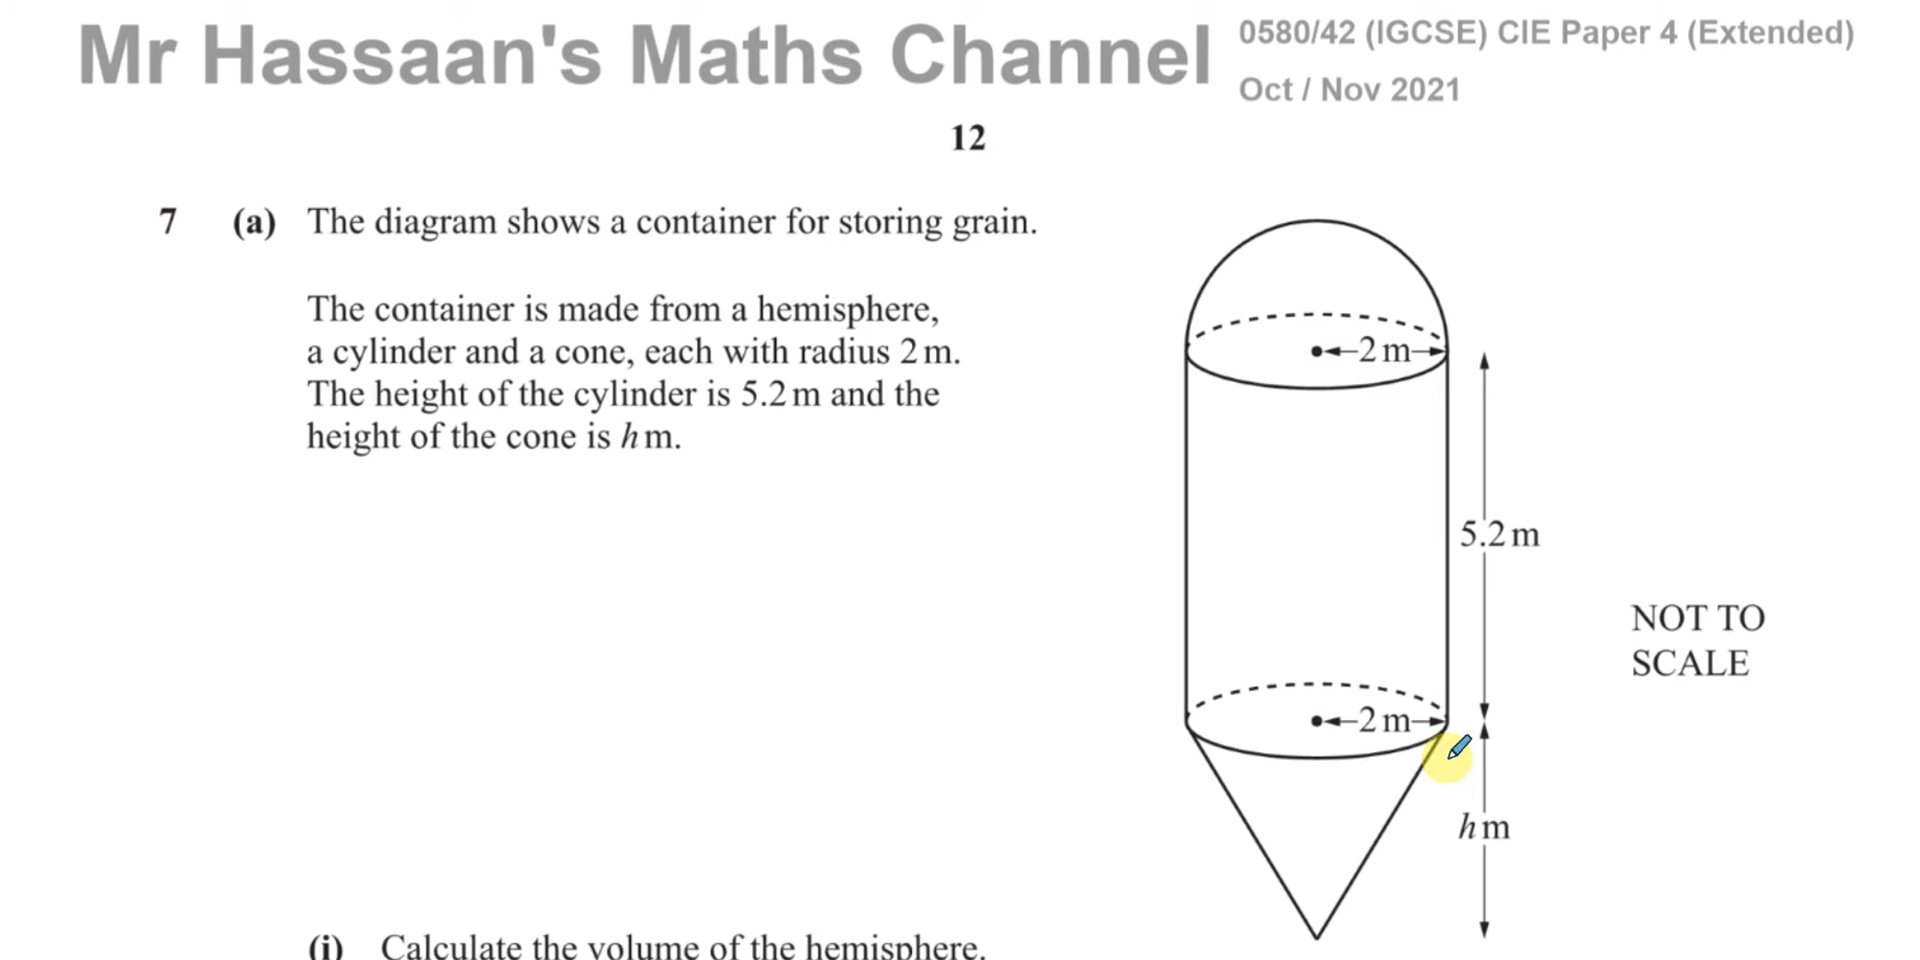 Mr Hassaan's Maths Channel
0580/42 (IGCSE) CIE Paper 4 (Extended)
Oct / Nov 2021
12
7 (a) The diagram shows a container for storing grain.
The container is made from a hemisphere,
a cylinder and a cone, each with radius 2 m.
The height of the cylinder is 5.2 m and the
height of the cone is h m.
2 m
5.2 m
NOT TO
SCALE
2 m
h m
(i) Calculate the volume of the hemisphere.